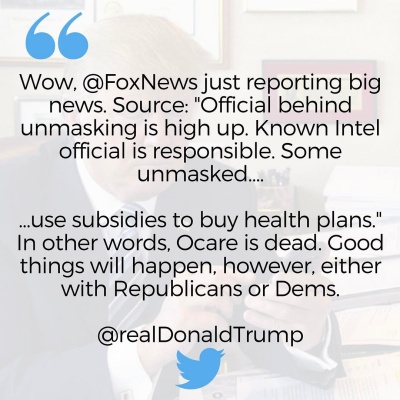 Wow, @FoxNews just reporting big
news. Source: "Official behind
unmasking is high up. Known Intel
official is responsible. Some
unmasked....
...use subsidies to buy health plans."
In other words, Ocare is dead. Good
things will happen, however, either
with Republicans or Dems.
@realDonaldTrump